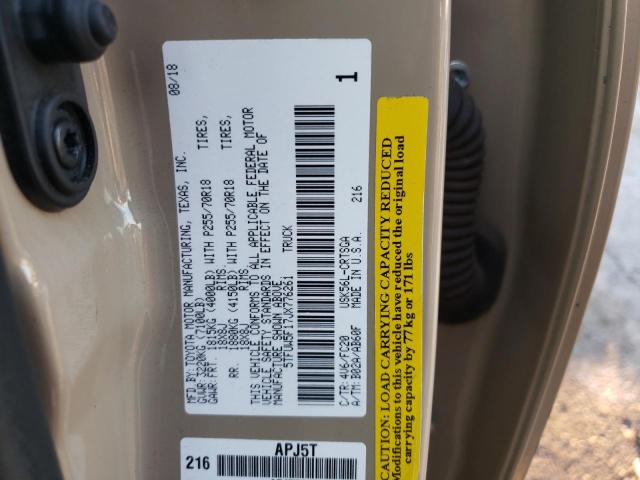 MFD.BY:TOYOTA MOTOR MANUFACTURING, TEXAS, INC. 08/18
GVWR: 3220KG (7100LB)
GAWR:FRT. 1815KG (4000LB) WITH P255/70R18 TIRES,
18X8J RIMS,
RR. 1880KG (4150LB) WITH P255/70R18 TIRES,
18X8J RIMS
THIS VEHICLE CONFORMS TO ALL APPLICABLE FEDERAL MOTOR
VEHICLE SAFETY STANDARDS IN EFFECT ON THE DATE OF
MANUFACTURE SHOWN ABOVE.
5TFUW5F17JX776261 TRUCK
1
C/TR: 4V6/FC20 USK56L-CRTSGA 216
A/TM: B02A/AB60F MADE IN U.S.A.
CAUTION: LOAD CARRYING CAPACITY REDUCED
Modifications to this vehicle have reduced the original load
carrying capacity by 77 kg or 171 lbs
216 APJ5T